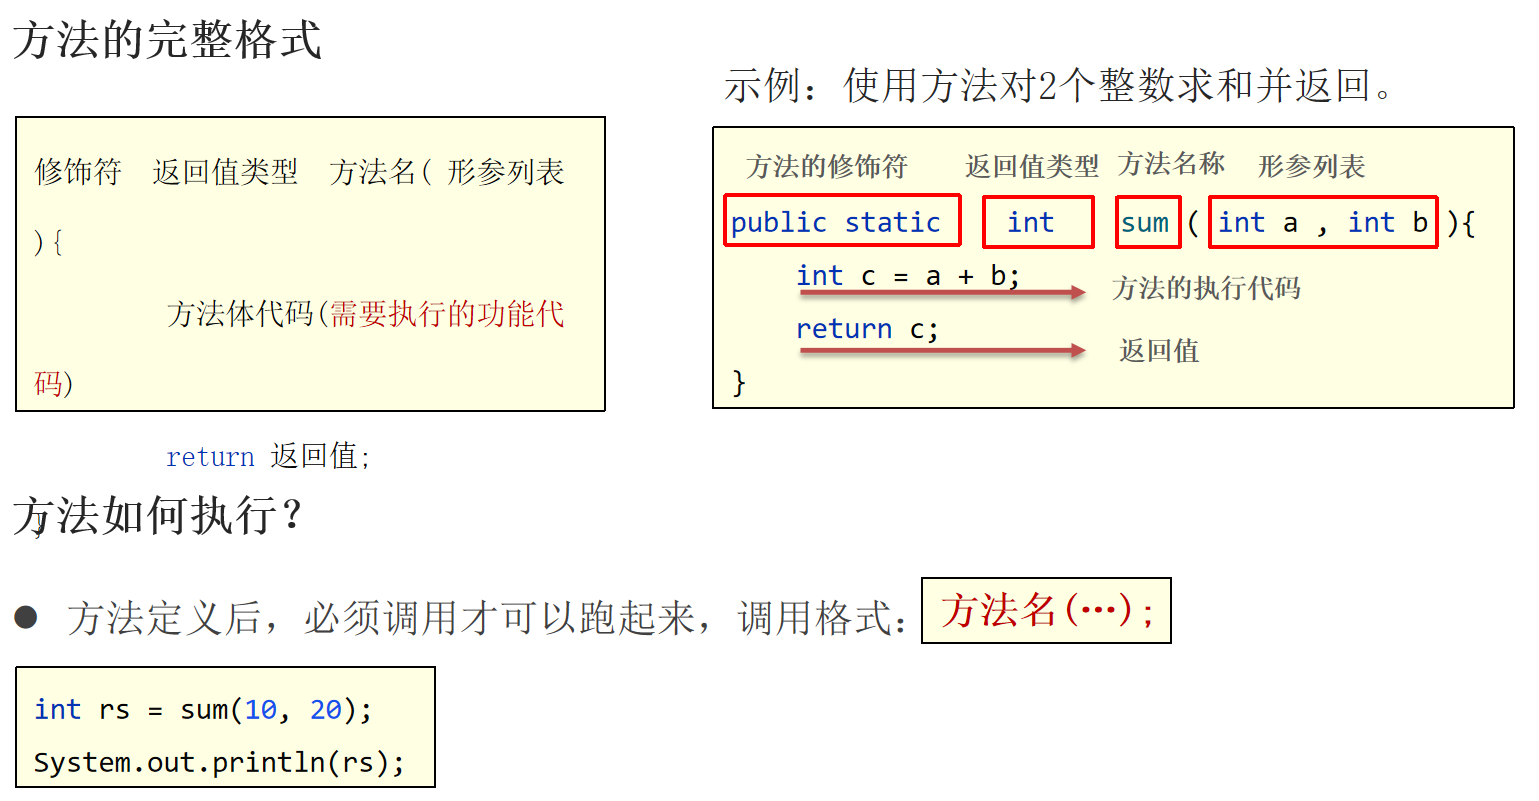 方法的完整格式
修饰符 返回值类型 方法名( 形参列表
){
方法体代码(需要执行的功能代
码)
return 返回值;
}
示例：使用方法对2个整数求和并返回。
方法的修饰符 返回值类型 方法名称 形参列表
public static int sum ( int a , int b ){
int c = a + b; 方法的执行代码
return c; 返回值
}
方法如何执行？
● 方法定义后，必须调用才可以跑起来，调用格式： 方法名(…);
int rs = sum(10, 20);
System.out.println(rs);